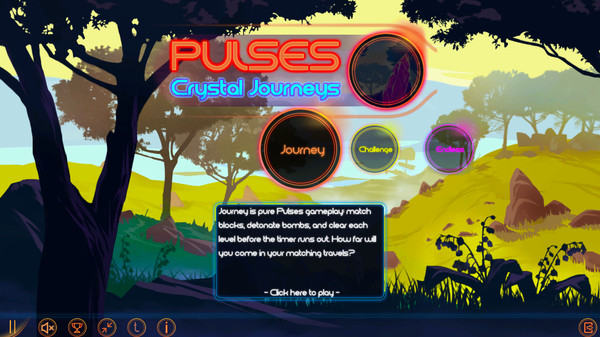 PULSES
Crystal Journeys
Journey
Challenge
Endless
Journey is pure Pulses gameplay: match
blocks, detonate bombs, and clear each
level before the timer runs out. How far will
you come in your matching travels?
- Click here to play -
t
i